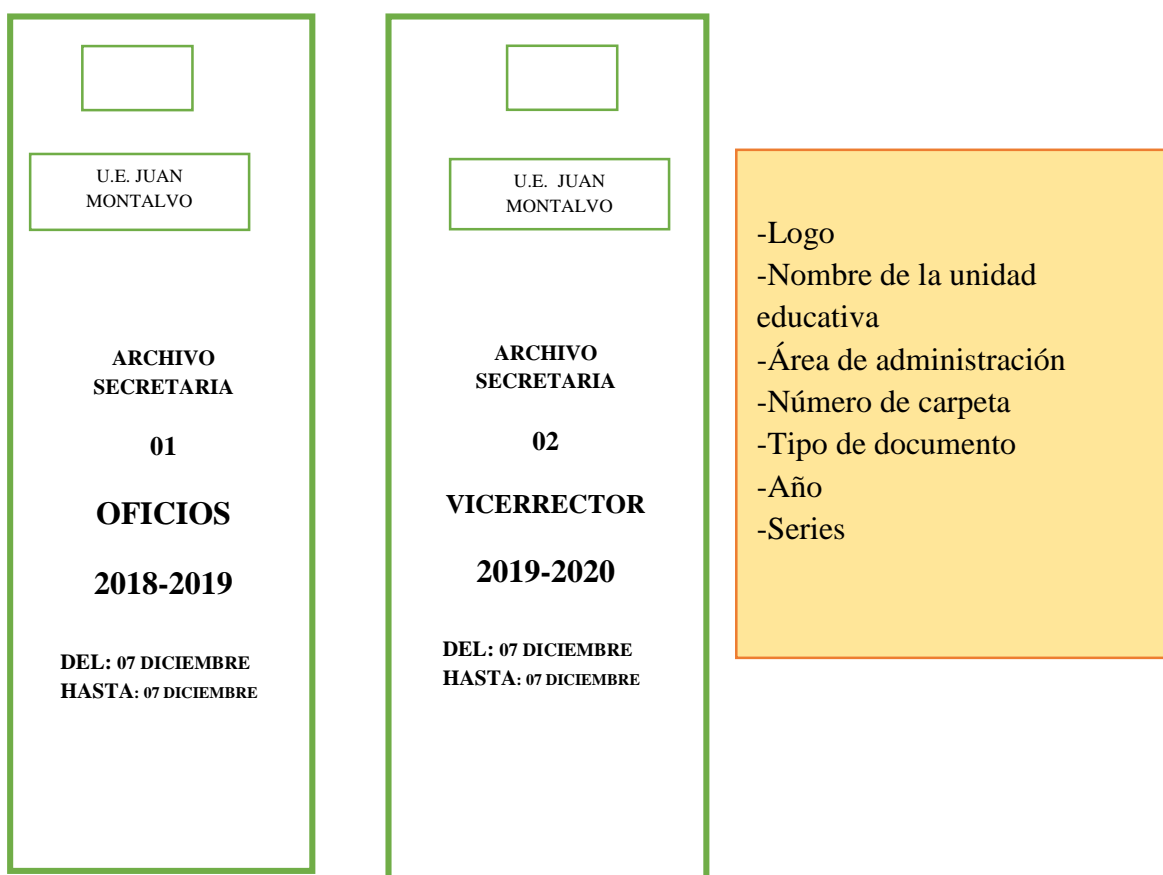 U.E. JUAN
MONTALVO
ARCHIVO
SECRETARIA
01
OFICIOS
2018-2019
DEL: 07 DICIEMBRE
HASTA: 07 DICIEMBRE
U.E. JUAN
MONTALVO
ARCHIVO
SECRETARIA
02
VICERRECTOR
2019-2020
DEL: 07 DICIEMBRE
HASTA: 07 DICIEMBRE
-Logo
-Nombre de la unidad
educativa
-Área de administración
-Número de carpeta
-Tipo de documento
-Año
-Series